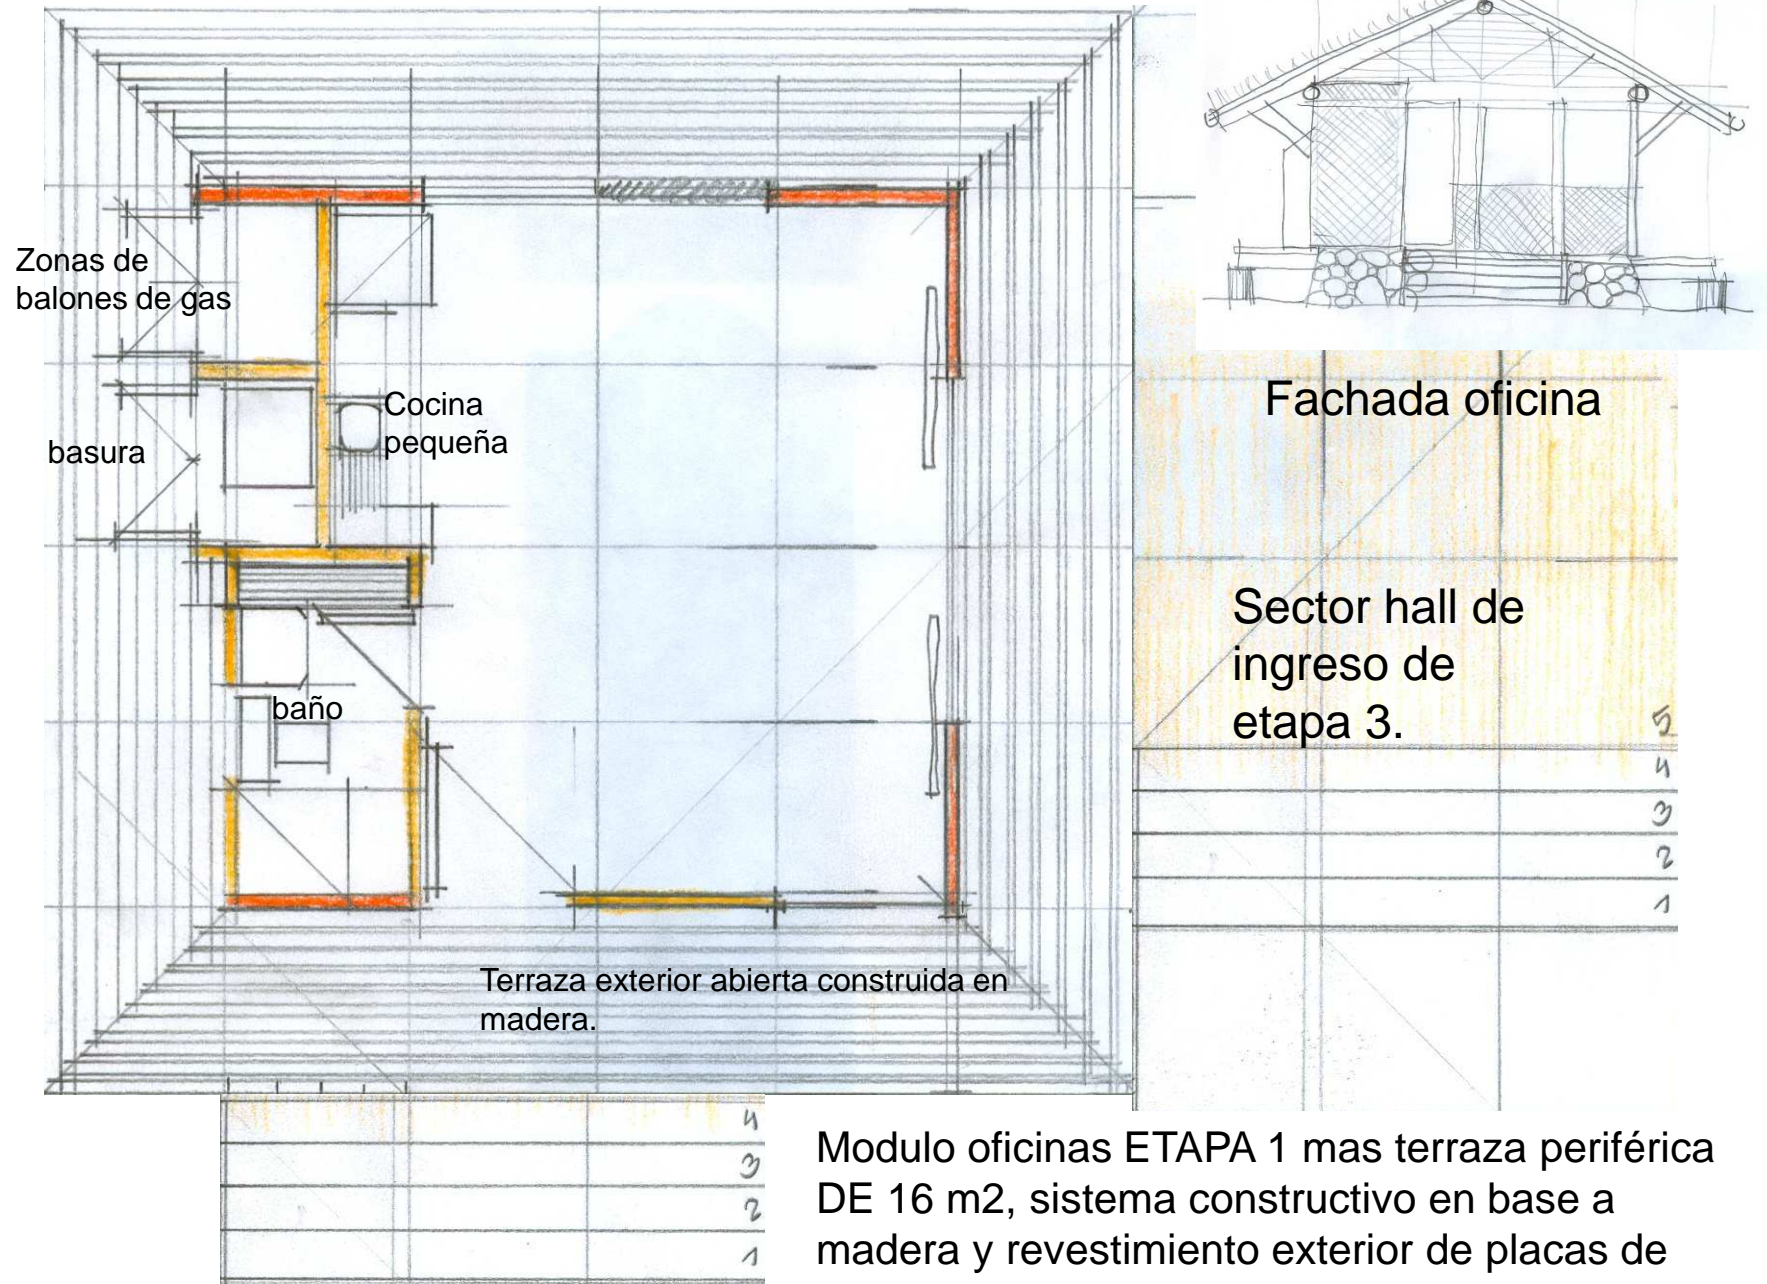 Zonas de
balones de gas
Cocina
pequeña
basura
baño
Terraza exterior abierta construida en
madera.
Fachada oficina
Sector hall de
ingreso de
etapa 3.
5
4
3
2
1
4
3
2
1
Modulo oficinas ETAPA 1 mas terraza periférica
DE 16 m2, sistema constructivo en base a
madera y revestimiento exterior de placas de